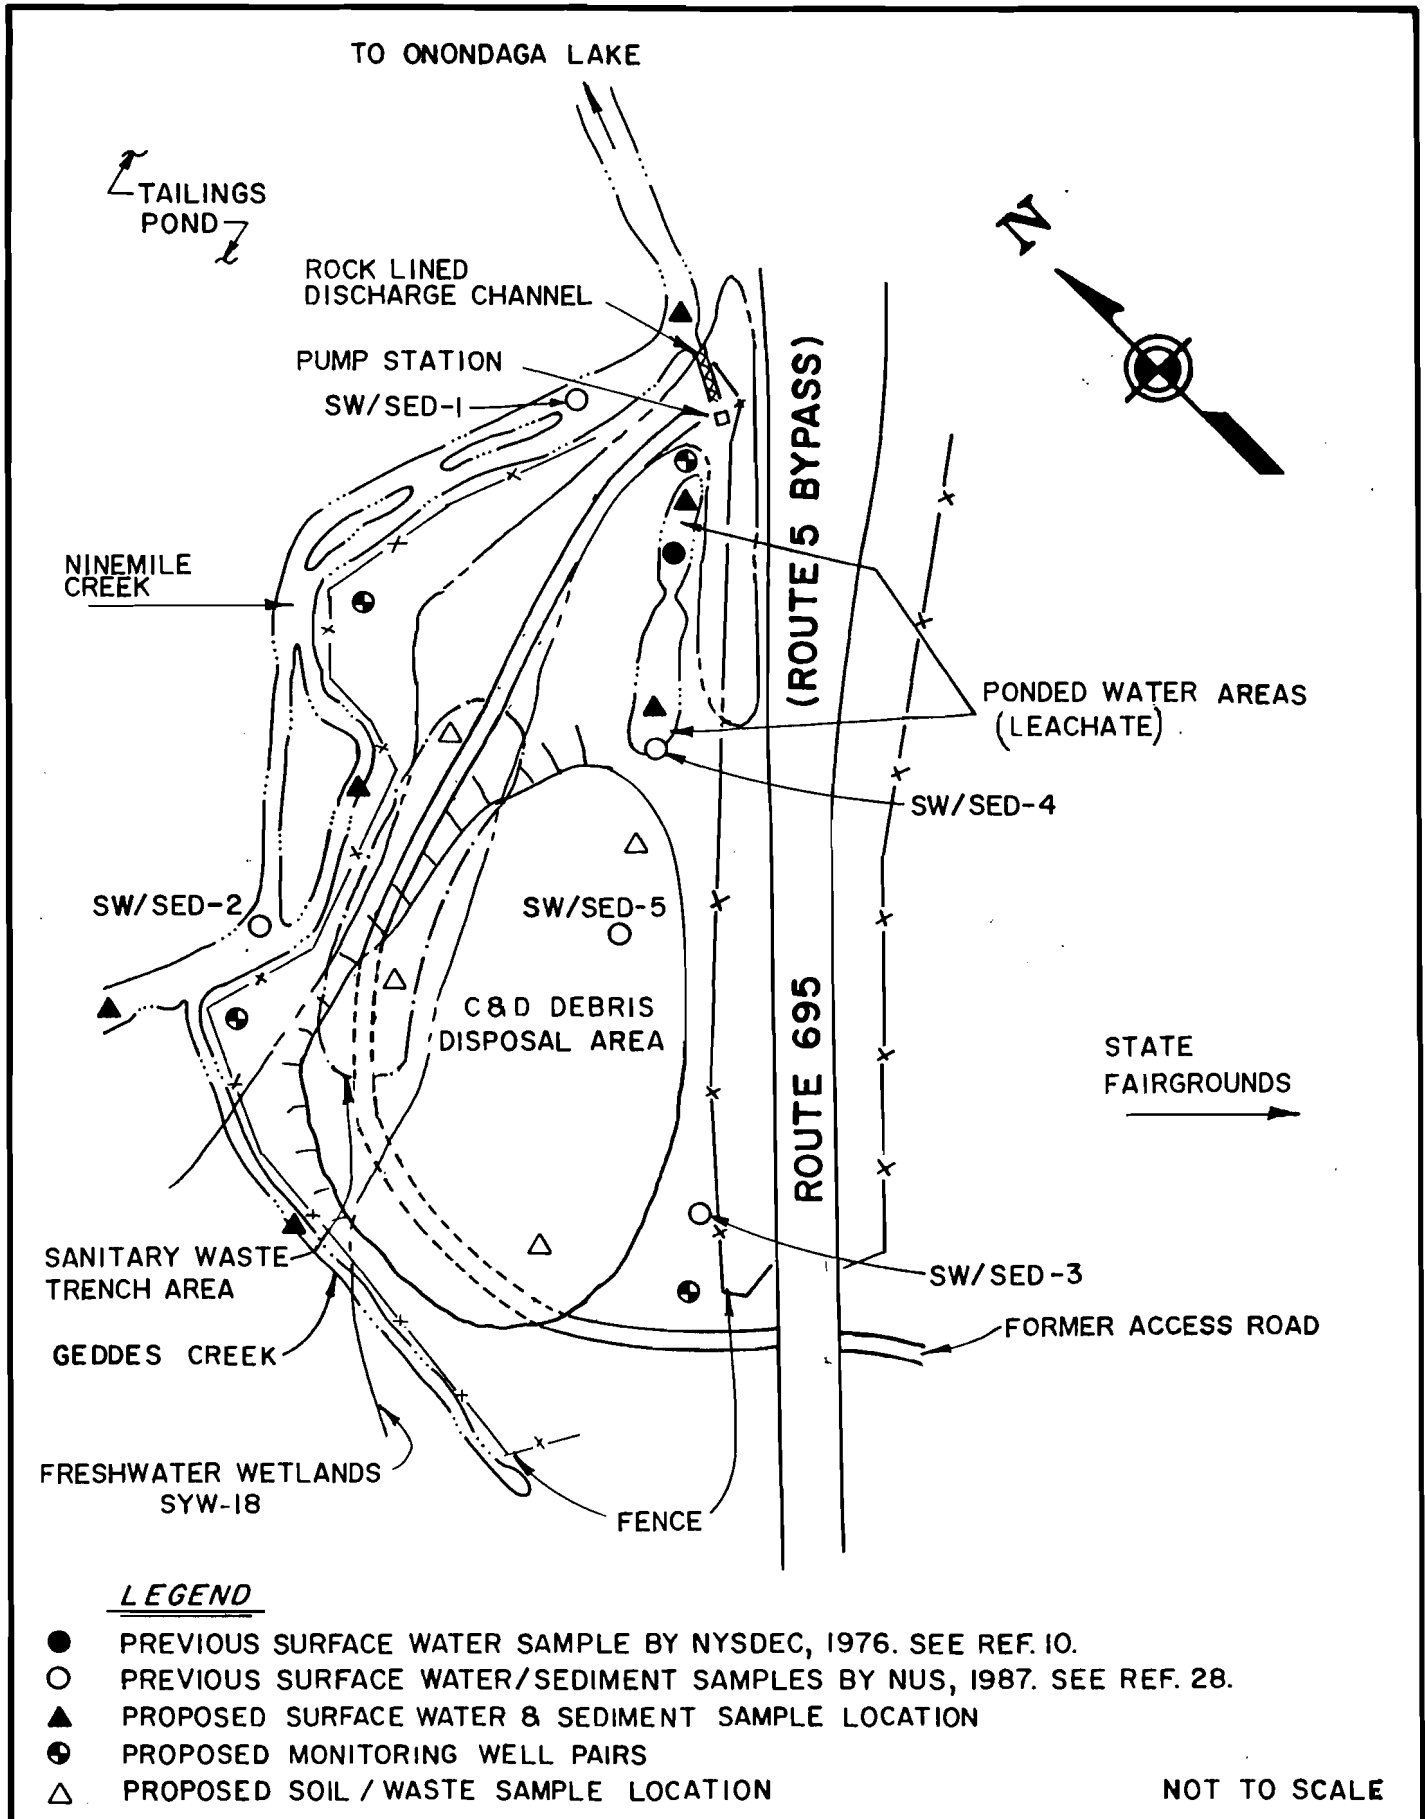 TO ONONDAGA LAKE
TAILINGS
POND
N
ROCK LINED
DISCHARGE CHANNEL
PUMP STATION
SW/SED-1
(ROUTE 5 BYPASS)
NINEMILE
CREEK
PONDED WATER AREAS
(LEACHATE)
SW/SED-4
SW/SED-2
SW/SED-5
C&D DEBRIS
DISPOSAL AREA
ROUTE 695
STATE
FAIRGROUNDS
SANITARY WASTE
TRENCH AREA
SW/SED-3
GEDDES CREEK
FORMER ACCESS ROAD
FRESHWATER WETLANDS
SYW-18
FENCE
LEGEND
PREVIOUS SURFACE WATER SAMPLE BY NYSDEC, 1976. SEE REF. 10.
PREVIOUS SURFACE WATER/SEDIMENT SAMPLES BY NUS, 1987. SEE REF. 28.
PROPOSED SURFACE WATER & SEDIMENT SAMPLE LOCATION
PROPOSED MONITORING WELL PAIRS
PROPOSED SOIL / WASTE SAMPLE LOCATION
NOT TO SCALE